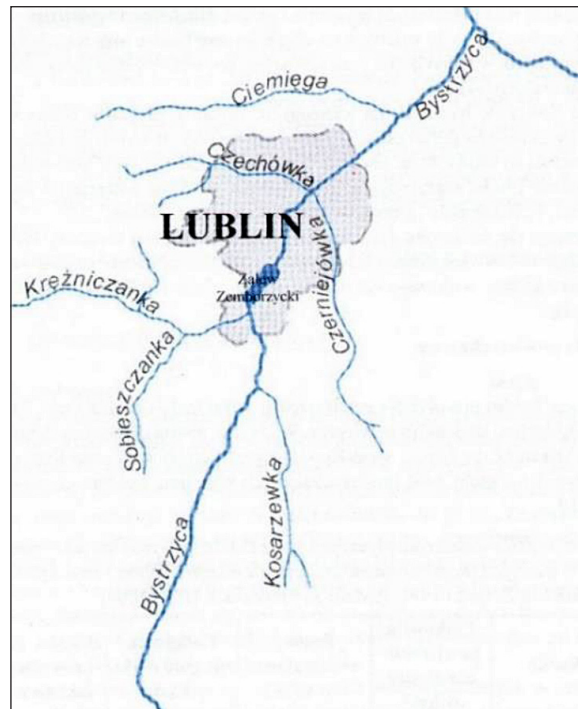 Bystrzyca
Ciemięga
Czechówka
LUBLIN
Czerniejówka
Zalew
Zemborzycki
Krężniczanka
Sobieszczanka
Kosarzewka
Bystrzyca